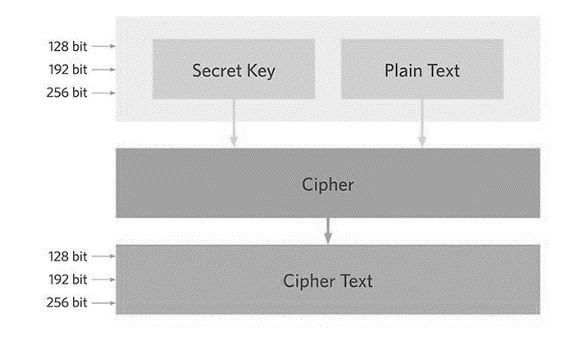 128 bit
192 bit
256 bit
Secret Key
Plain Text
Cipher
128 bit
192 bit
256 bit
Cipher Text